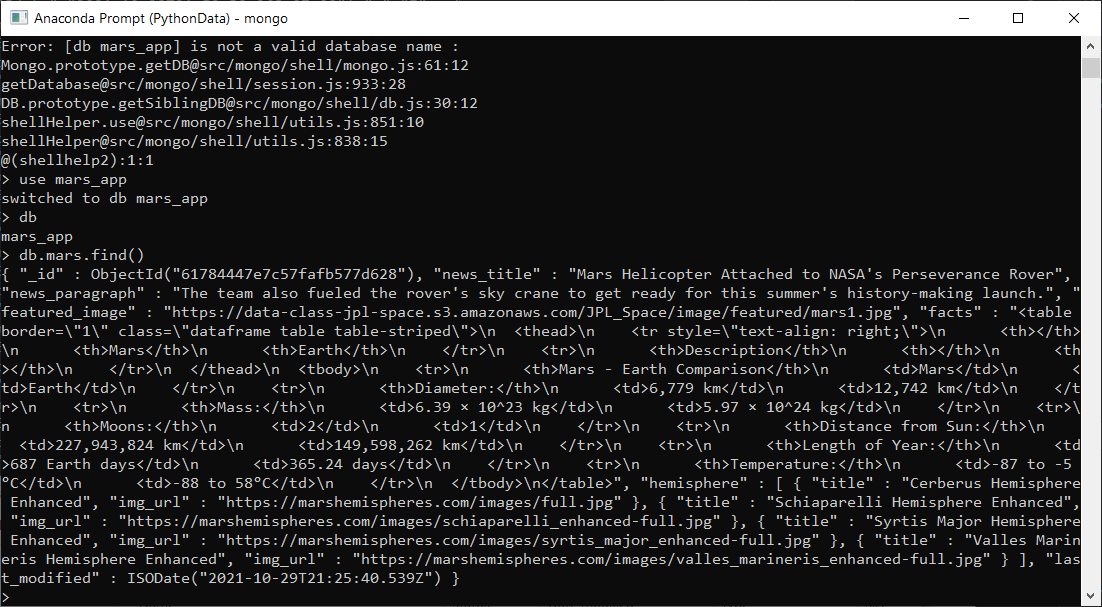 Anaconda Prompt (PythonData) - mongo
Error: [db mars_app] is not a valid database name :
Mongo.prototype.getDB@src/mongo/shell/mongo.js:61:12
getDatabase@src/mongo/shell/session.js:933:28
DB.prototype.getSiblingDB@src/mongo/shell/db.js:30:12
shellHelper.use@src/mongo/shell/utils.js:851:10
shellHelper@src/mongo/shell/utils.js:838:15
@(shellhelp2):1:1
> use mars_app
switched to db mars_app
> db
mars_app
> db.mars.find()
{ "_id" : ObjectId("61784447e7c57fafb577d628"), "news_title" : "Mars Helicopter Attached to NASA's Perseverance Rover",
"news_paragraph" : "The team also fueled the rover's sky crane to get ready for this summer's history-making launch.", "
featured_image" : "https://data-class-jpl-space.s3.amazonaws.com/JPL_Space/image/featured/mars1.jpg", "facts" : "<table
border=\"1\" class=\"dataframe table table-striped\">\n  <thead>\n    <tr style=\"text-align: right;\">\n      <th></th>
\n      <th>Mars</th>\n      <th>Earth</th>\n    </tr>\n    <tr>\n      <th>Description</th>\n      <th></th>\n      <th
></th>\n    </tr>\n  </thead>\n  <tbody>\n    <tr>\n      <th>Mars - Earth Comparison</th>\n      <td>Mars</td>\n      <
td>Earth</td>\n    </tr>\n    <tr>\n      <th>Diameter:</th>\n      <td>6,779 km</td>\n      <td>12,742 km</td>\n    </t
r>\n    <tr>\n      <th>Mass:</th>\n      <td>6.39 × 10^23 kg</td>\n      <td>5.97 × 10^24 kg</td>\n    </tr>\n    <tr>\
n      <th>Moons:</th>\n      <td>2</td>\n      <td>1</td>\n    </tr>\n    <tr>\n      <th>Distance from Sun:</th>\n
  <td>227,943,824 km</td>\n      <td>149,598,262 km</td>\n    </tr>\n    <tr>\n      <th>Length of Year:</th>\n      <td
>687 Earth days</td>\n      <td>365.24 days</td>\n    </tr>\n    <tr>\n      <th>Temperature:</th>\n      <td>-87 to -5
°C</td>\n      <td>-88 to 58°C</td>\n    </tr>\n  </tbody>\n</table>", "hemisphere" : [ { "title" : "Cerberus Hemisphere
 Enhanced", "img_url" : "https://marshemispheres.com/images/full.jpg" }, { "title" : "Schiaparelli Hemisphere Enhanced",
 "img_url" : "https://marshemispheres.com/images/schiaparelli_enhanced-full.jpg" }, { "title" : "Syrtis Major Hemisphere
 Enhanced", "img_url" : "https://marshemispheres.com/images/syrtis_major_enhanced-full.jpg" }, { "title" : "Valles Marin
eris Hemisphere Enhanced", "img_url" : "https://marshemispheres.com/images/valles_marineris_enhanced-full.jpg" } ], "las
t_modified" : ISODate("2021-10-29T21:25:40.539Z") }
>